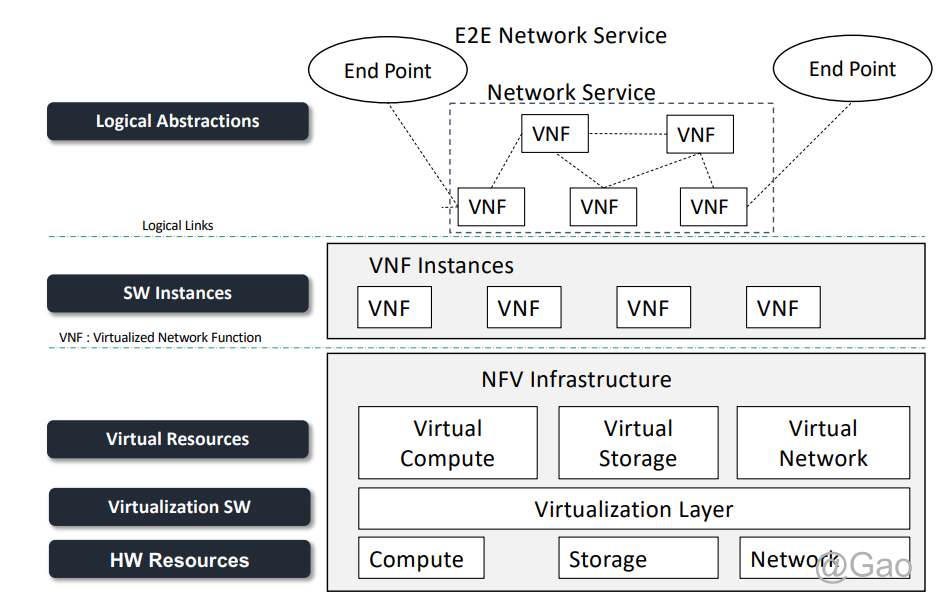 E2E Network Service
End Point
End Point
Network Service
Logical Abstractions
VNF
VNF
VNF
VNF
VNF
Logical Links
VNF Instances
SW Instances
VNF
VNF
VNF
VNF
VNF : Virtualized Network Function
NFV Infrastructure
Virtual Resources
Virtual
Compute
Virtual
Storage
Virtual
Network
Virtualization SW
Virtualization Layer
HW Resources
Compute
Storage
Network
@Gao